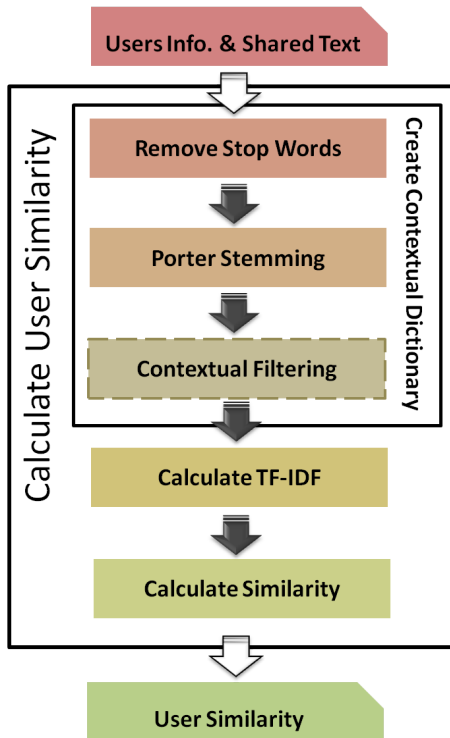 Users Info. & Shared Text
Calculate User Similarity
Create Contextual Dictionary
Remove Stop Words
Porter Stemming
Contextual Filtering
Calculate TF-IDF
Calculate Similarity
User Similarity